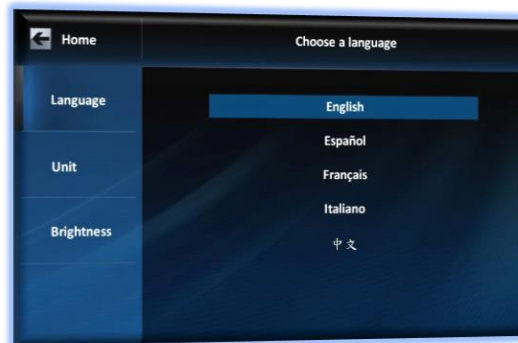 Home
Choose a language
Language
English
Español
Unit
Français
Italiano
Brightness
中文